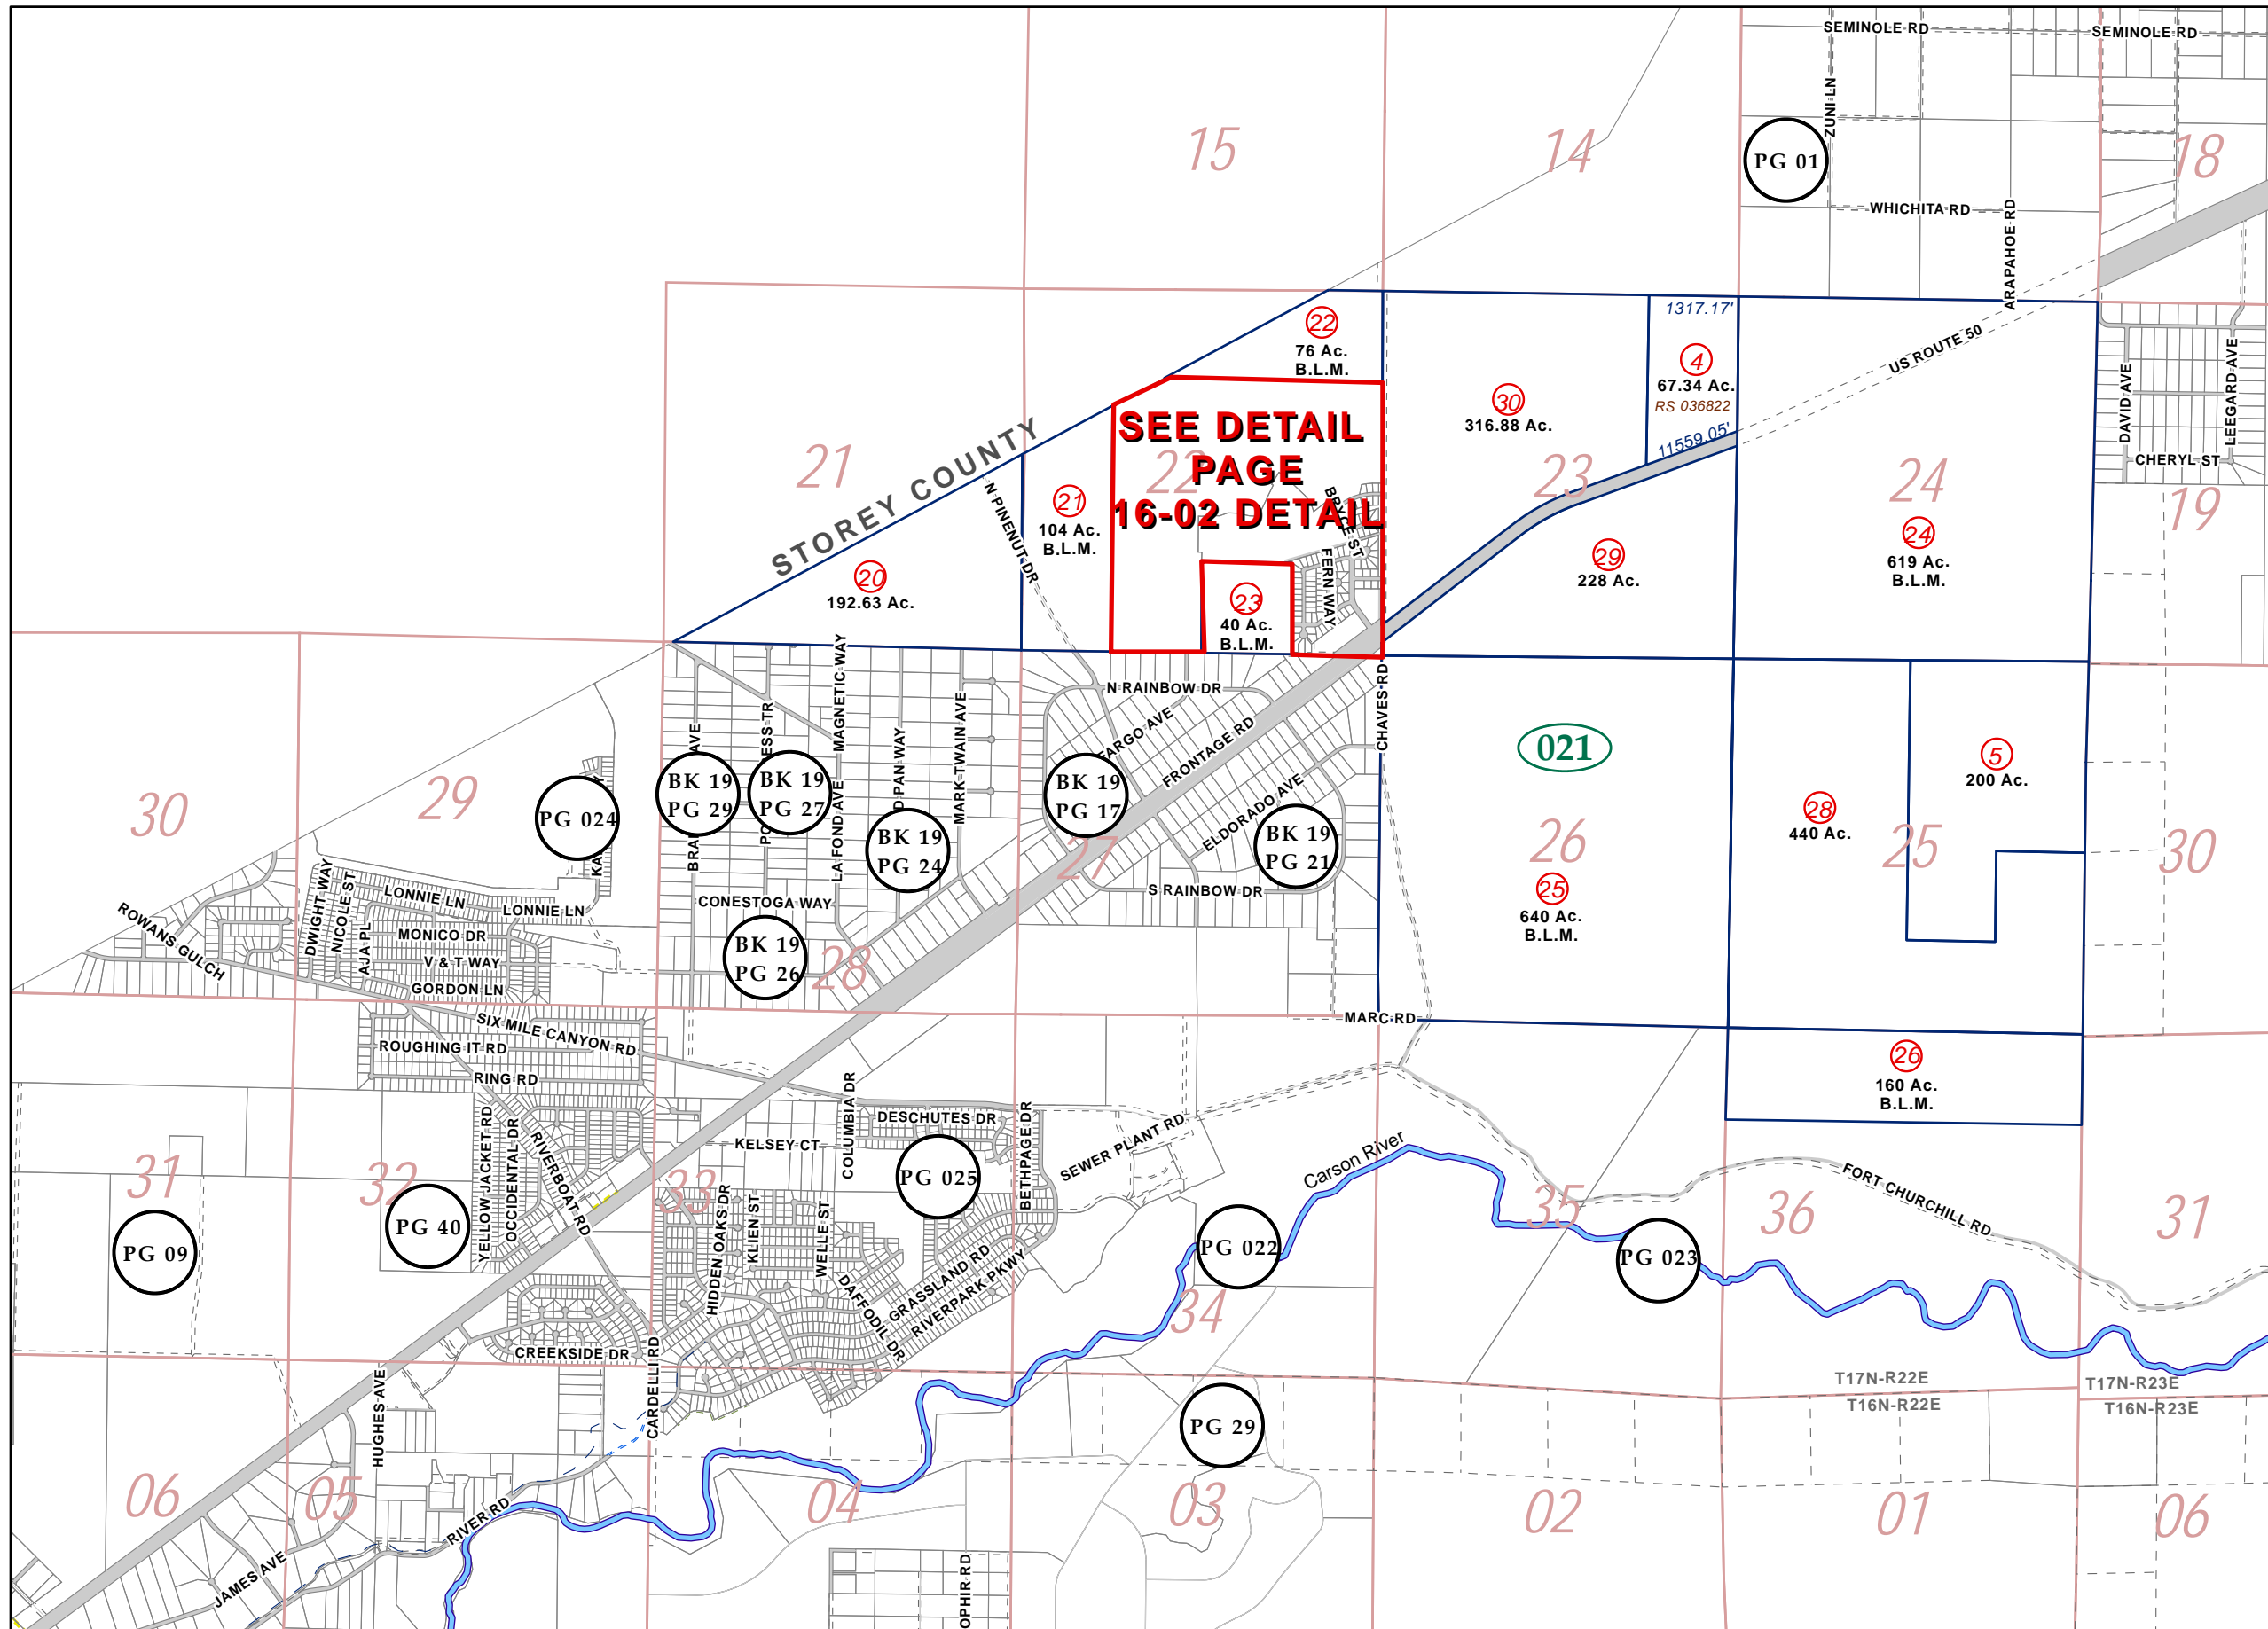 SEMINOLE RD
SEMINOLE RD
ZUNI LN
15
14
18
PG 01
WHICHITA RD
ARAPAHOE RD
22
76 Ac.
B.L.M.
1317.17'
4
67.34 Ac.
RS 036822
11559.05'
US ROUTE 50
30
316.88 Ac.
DAVID AVE
LEEGARD AVE
CHERYL ST
SEE DETAIL
PAGE
16-02 DETAIL
22
STOREY COUNTY
21
N PINENUT DR
21
104 Ac.
B.L.M.
20
192.63 Ac.
BRYCE ST
FERN WAY
23
40 Ac.
B.L.M.
23
29
228 Ac.
24
24
619 Ac.
B.L.M.
19
MAGNETIC WAY
N RAINBOW DR
FARGO AVE
FRONTAGE RD
CHAVES RD
MARK TWAIN AVE
D PAN WAY
LA FOND AVE
ESS TR
PO
BRA
AVE
KA
021
5
200 Ac.
30
29
PG 024
BK 19
PG 29
BK 19
PG 27
BK 19
PG 24
BK 19
PG 17
27
ELDORADO AVE
BK 19
PG 21
28
440 Ac.
25
30
26
25
640 Ac.
B.L.M.
S RAINBOW DR
CONESTOGA WAY
BK 19
PG 26
28
DWIGHT WAY
NICOLE ST
AJA PL
LONNIE LN
LONNIE LN
MONICO DR
V & T WAY
GORDON LN
ROWANS GULCH
SIX MILE CANYON RD
ROUGHING IT RD
RING RD
MARC RD
26
160 Ac.
B.L.M.
COLUMBIA DR
DESCHUTES DR
KELSEY CT
BETHPAGE DR
SEWER PLANT RD
Carson River
YELLOW JACKET RD
OCCIDENTAL DR
RIVERBOAT RD
31
PG 09
32
PG 40
33
PG 025
HIDDEN OAKS DR
KLIEN ST
WELLE ST
DAFFODIL DR
GRASSLAND RD
RIVERPARK PKWY
PG 022
34
35
PG 023
36
FORT CHURCHILL RD
31
CREEKSIDE DR
CARDELLI RD
HUGHES AVE
T17N-R22E
T16N-R22E
T17N-R23E
T16N-R23E
PG 29
06
05
04
03
02
01
06
RIVER RD
JAMES AVE
OPHIR RD